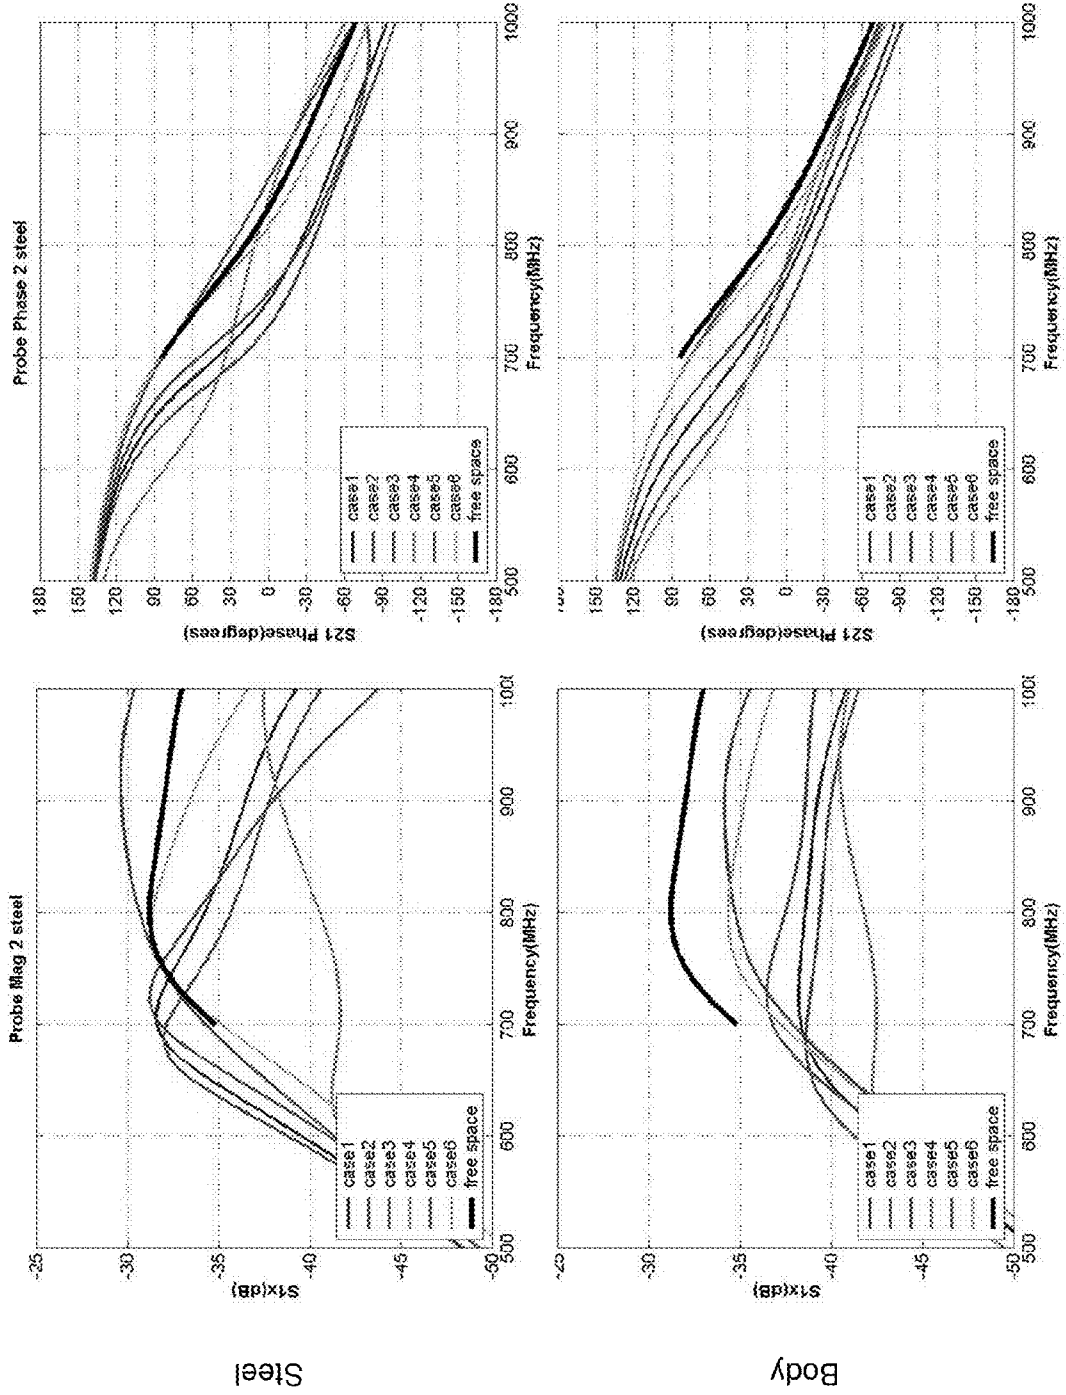 Steel
Probe Mag 2 steel
S1x(dB)
-25
-30
-35
-40
-45
-50
500 600 700 800 900
Frequency(MHz)
case1
case2
case3
case4
case5
case6
free space
Probe Phase 2 steel
S21 Phase(degrees)
180
150
120
90
60
30
0
-30
-60
-90
-120
-150
-180
500 600 700 800 900 1000
Frequency(MHz)
case1
case2
case3
case4
case5
case6
free space
Body
S1x(dB)
-25
-30
-35
-40
-45
-50
500 600 700 800 900
Frequency(MHz)
case1
case2
case3
case4
case5
case6
free space
S21 Phase(degrees)
150
120
90
60
30
0
-30
-60
-90
-120
-150
-180
500 600 700 800 900 1000
Frequency(MHz)
case1
case2
case3
case4
case5
case6
free space